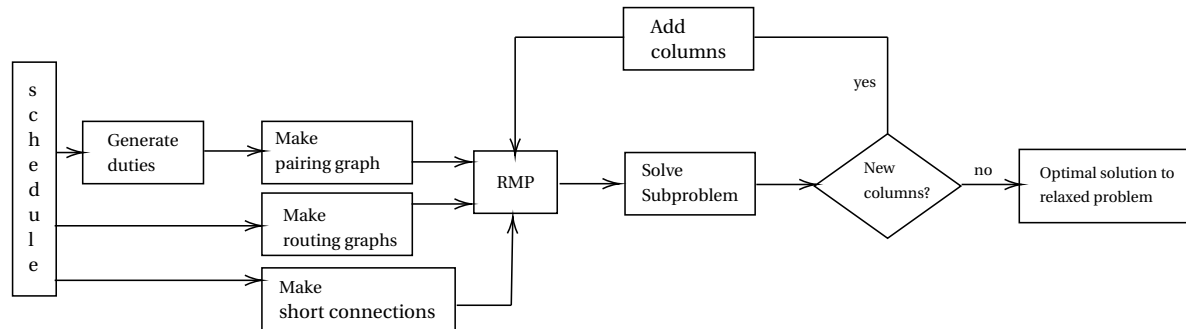 schedule
Generate
duties
Make
pairing graph
Make
routing graphs
Make
short connections
RMP
Add
columns
Solve
Subproblem
New
columns?
yes
no
Optimal solution to
relaxed problem